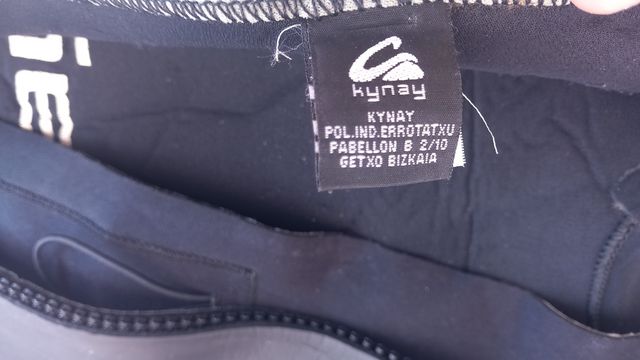 kynay
KYNAY
POL.IND.ERROTATXU
PABELLON B 2/10
GETXO BIZKAIA